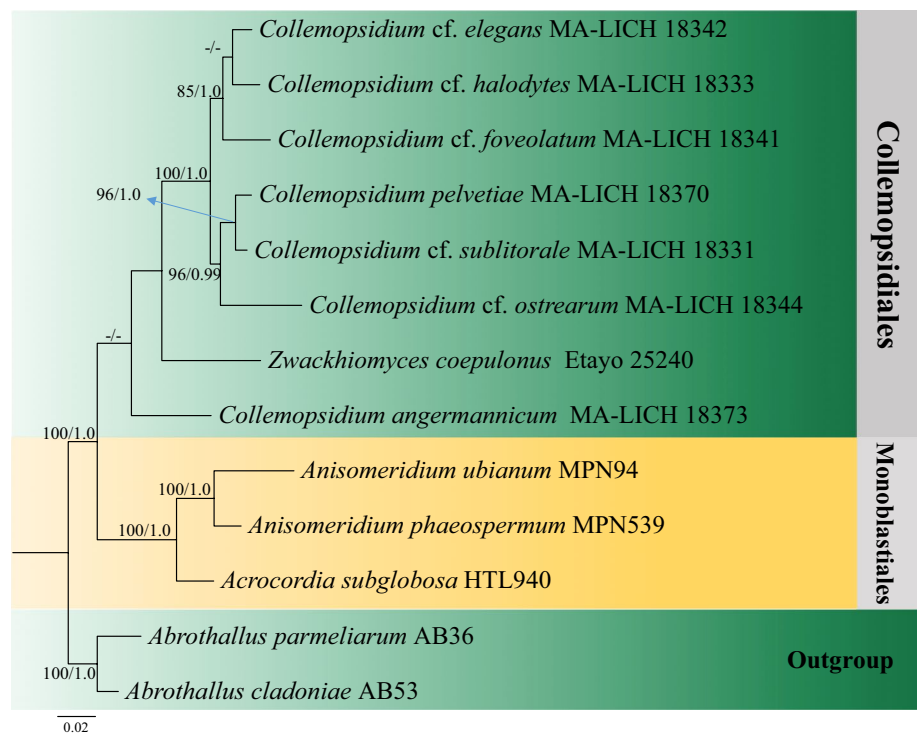 Collemopsidium cf. elegans MA-LICH 18342
-/-
Collemopsidium cf. halodytes MA-LICH 18333
85/1.0
Collemopsidium cf. foveolatum MA-LICH 18341
100/1.0
96/1.0
Collemopsidium pelvetiae MA-LICH 18370
Collemopsidium cf. sublitorale MA-LICH 18331
96/0.99
Collemopsidium cf. ostrearum MA-LICH 18344
-/-
Zwackhiomyces coepulonus Etayo 25240
Collemopsidium angermannicum MA-LICH 18373
Collemopsidiales
100/1.0
Anisomeridium ubianum MPN94
100/1.0
Anisomeridium phaeospermum MPN539
100/1.0
Acrocordia subglobosa HTL940
Monoblastiales
Abrothallus parmeliarum AB36
100/1.0
Abrothallus cladoniae AB53
Outgroup
0.02